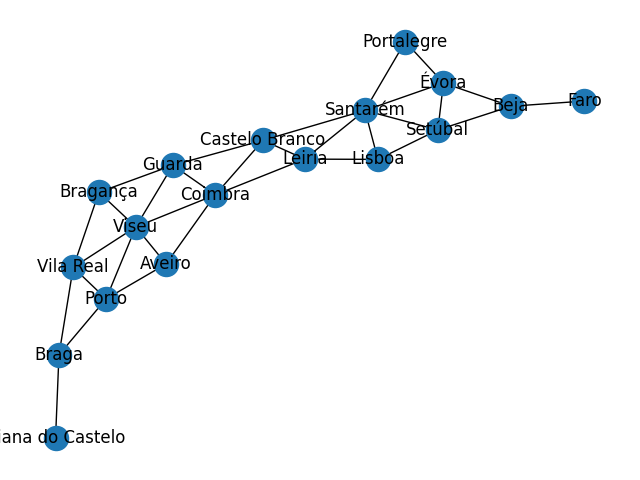 Portalegre
Évora
Faro
Beja
Santarém
Setúbal
Castelo Branco
Leiria
Lisboa
Guarda
Bragança
Coimbra
Viseu
Vila Real
Aveiro
Porto
Braga
iana do Castelo